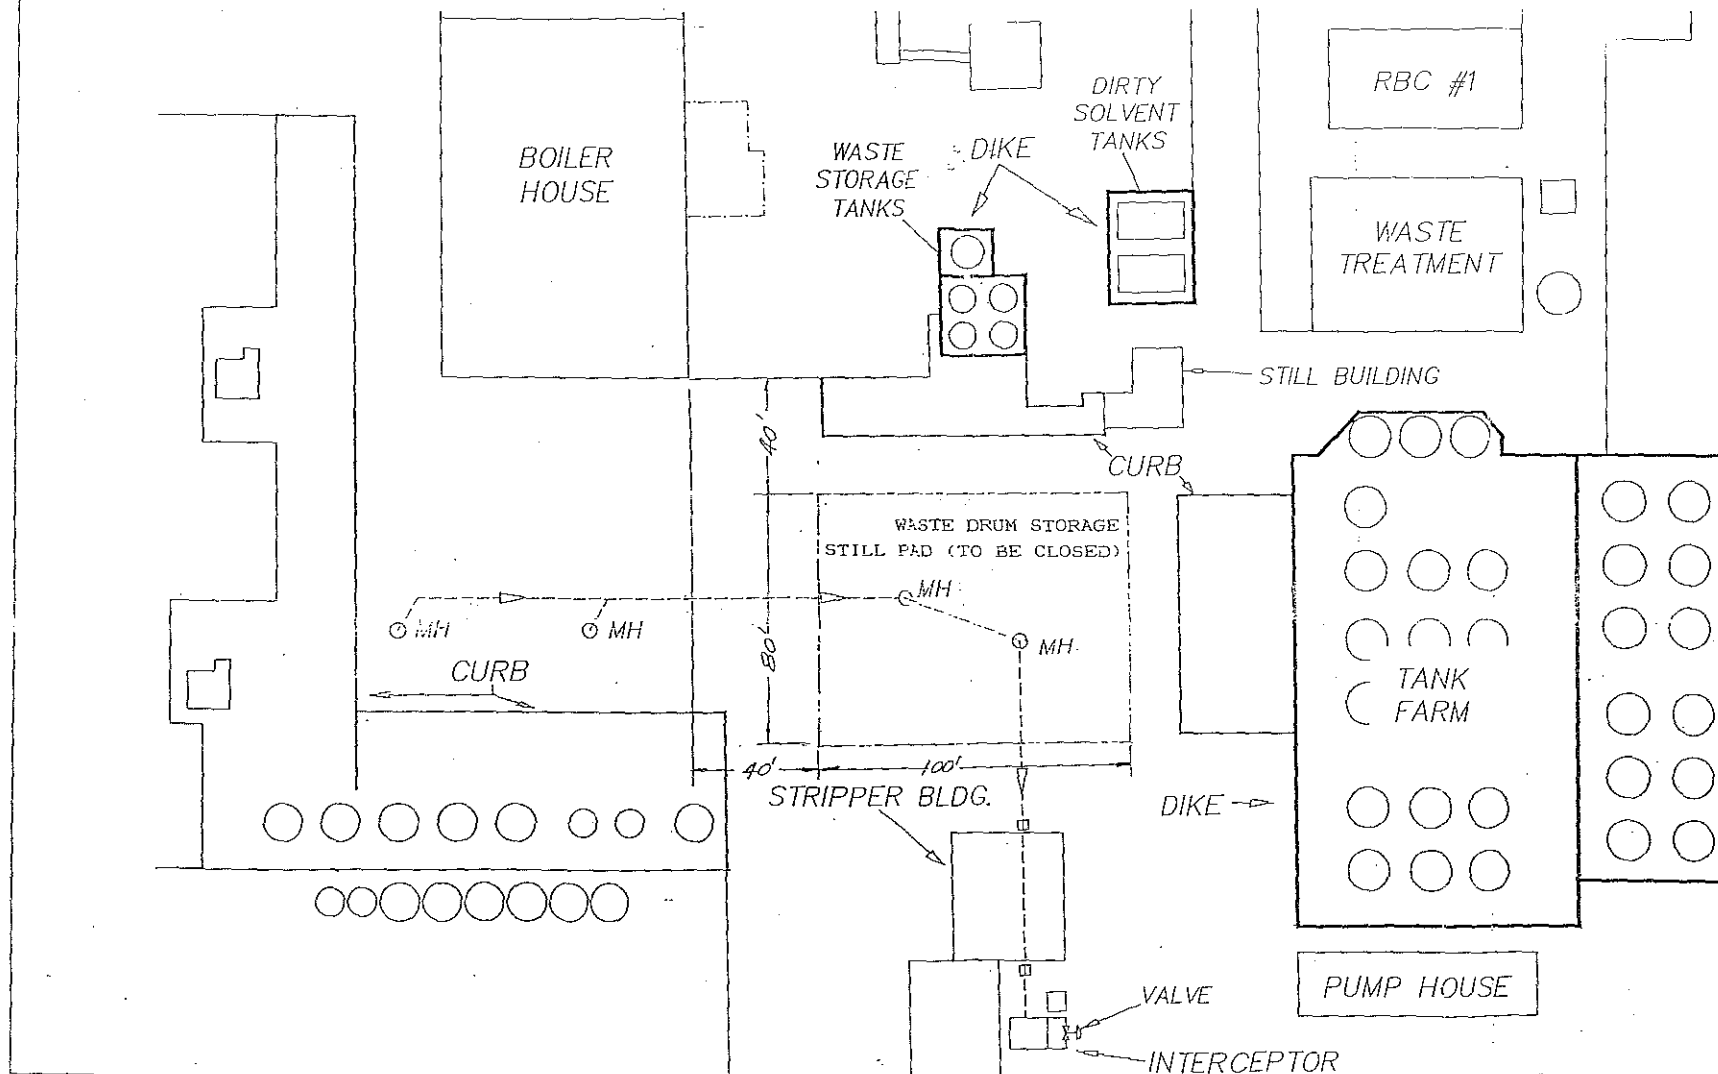 RBC #1
DIRTY
SOLVENT
TANKS
BOILER
HOUSE
WASTE
STORAGE
TANKS
DIKE
WASTE
TREATMENT
STILL BUILDING
40'
CURB
WASTE DRUM STORAGE
STILL PAD (TO BE CLOSED)
MH
MH
MH
MH
80'
CURB
TANK
FARM
40'
100'
STRIPPER BLDG.
DIKE
PUMP HOUSE
VALVE
INTERCEPTOR